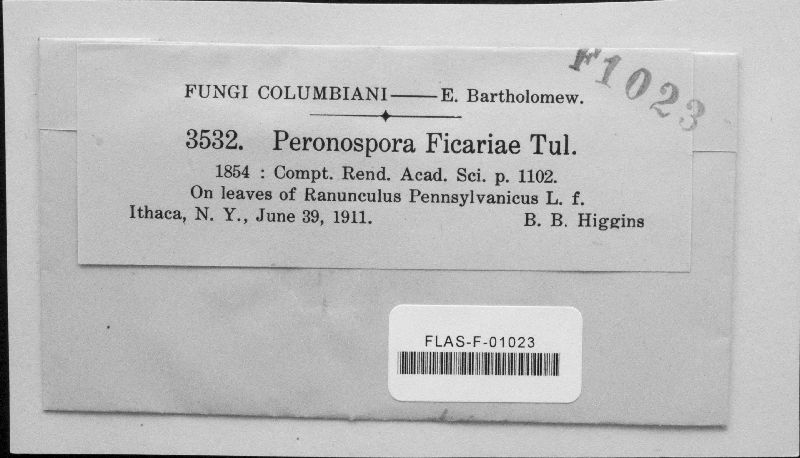 F1023
FUNGI COLUMBIANI—E. Bartholomew.
3532. Peronospora Ficariae Tul.
1854 : Compt. Rend. Acad. Sci. p. 1102.
On leaves of Ranunculus Pennsylvanicus L. f.
Ithaca, N. Y., June 39, 1911. B. B. Higgins
FLAS-F-01023